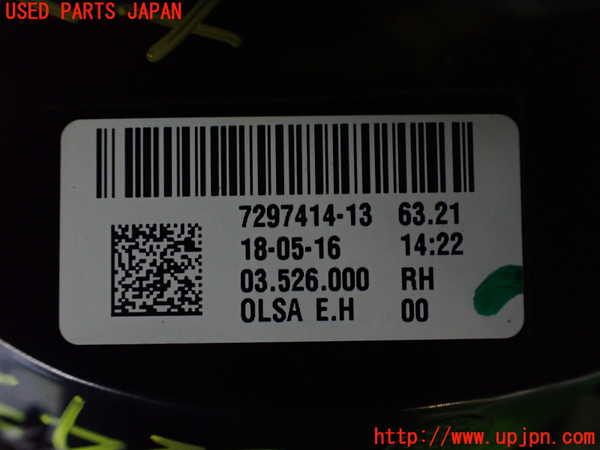 USED PARTS JAPAN
7297414-13 63.21
18-05-16 14:22
03.526.000 RH
OLSA E.H 00
http://www.upjpn.com/